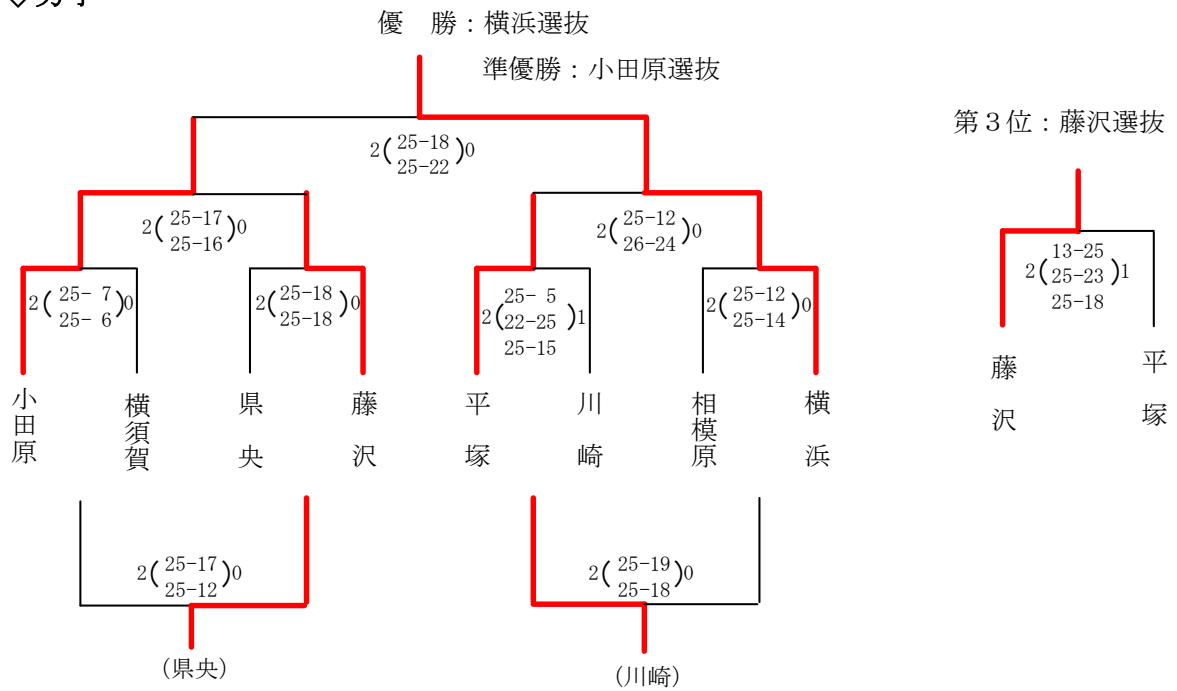 ◇男子
優　勝：横浜選抜
準優勝：小田原選抜
第３位：藤沢選抜
2(25-18 25-22)0
2(25-17 25-16)0
2(25-12 26-24)0
2(25- 7 25- 6)0
2(25-18 25-18)0
2(25- 5 22-25 25-15)1
2(25-12 25-14)0
2(13-25 25-23 25-18)1
小田原
横須賀
県央
藤沢
平塚
川崎
相模原
横浜
藤沢
平塚
2(25-17 25-12)0
2(25-19 25-18)0
(県央)
(川崎)